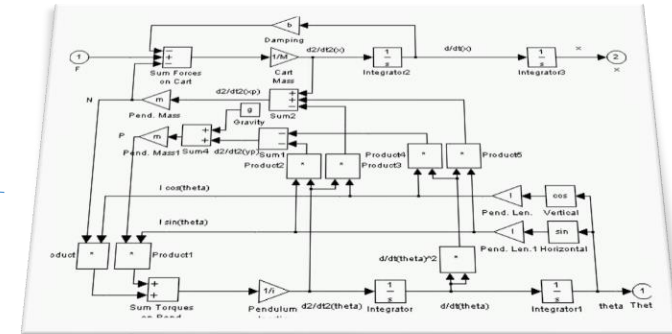 b
Damping
1
F
Sum Forces
on Cart
1/M
Cart
Mass
d2/dt2(x)
1
s
Integrator2
d/dt(x)
1
s
Integrator3
x
2
X
N
m
Pend. Mass
d2/dt2(xp)
Sum2
g
Gravity
P
m
Pend. Mass1
Sum4
d2/dt2(yp)
Sum1
Product2
Product3
Product4
Product5
l cos(theta)
l
Pend. Len.
cos
Vertical
l sin(theta)
l
Pend. Len.1
sin
Horizontal
oduct
Product1
d/dt(theta)^2
Sum Torques
1/i
Pendulum
d2/dt2(theta)
1
s
Integrator
d/dt(theta)
1
s
Integrator1
theta
1
Thet